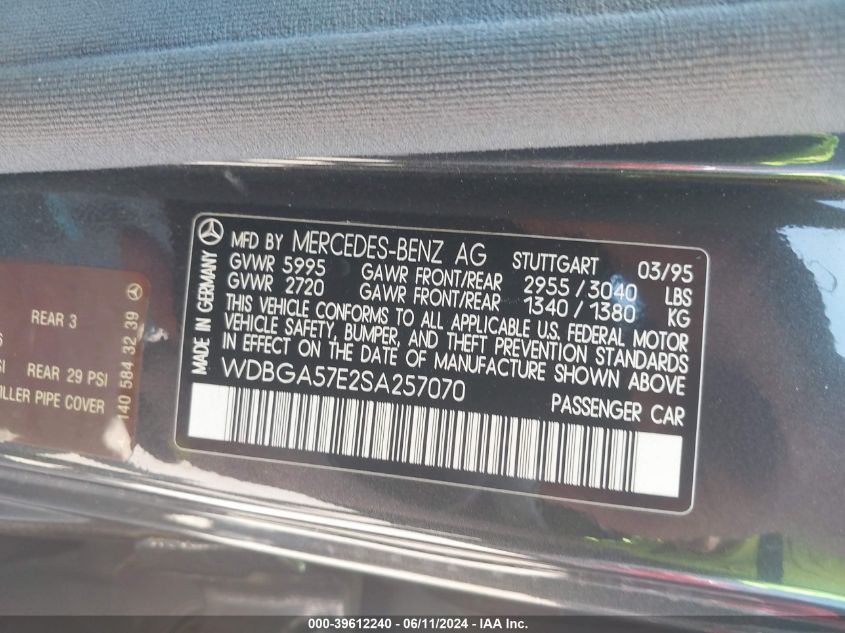 MADE IN GERMANY
MFD BY MERCEDES-BENZ AG STUTTGART 03/95
GVWR 5995 GAWR FRONT/REAR 2955 / 3040 LBS
GVWR 2720 GAWR FRONT/REAR 1340 / 1380 KG
THIS VEHICLE CONFORMS TO ALL APPLICABLE U.S. FEDERAL MOTOR
VEHICLE SAFETY, BUMPER, AND THEFT PREVENTION STANDARDS
IN EFFECT ON THE DATE OF MANUFACTURE SHOWN ABOVE
WDBGA57E2SA257070
PASSENGER CAR
REAR 3
REAR 29 PSI
PIPE COVER
140 584 32 39
000-39612240 - 06/11/2024 - IAA Inc.